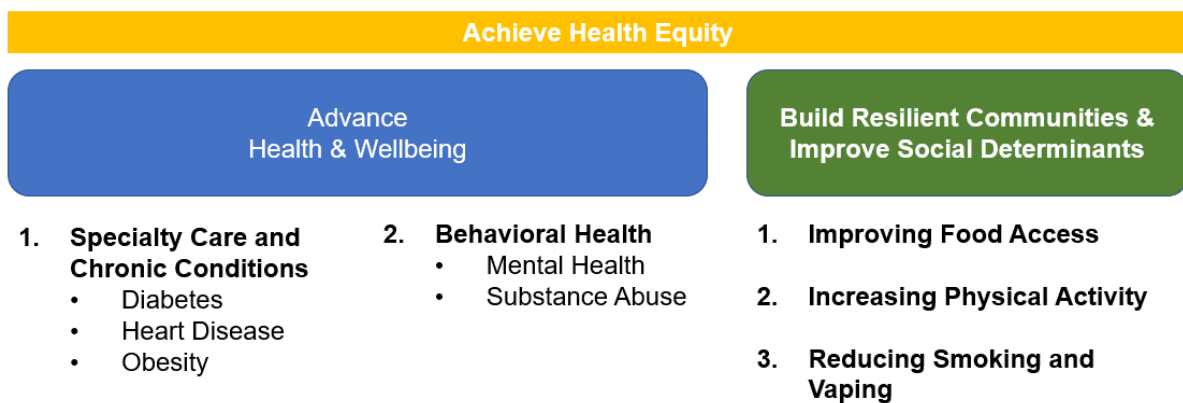 Achieve Health Equity
Advance
Health & Wellbeing
Build Resilient Communities &
Improve Social Determinants
1. Specialty Care and
Chronic Conditions
• Diabetes
• Heart Disease
• Obesity
2. Behavioral Health
• Mental Health
• Substance Abuse
1. Improving Food Access
2. Increasing Physical Activity
3. Reducing Smoking and
Vaping